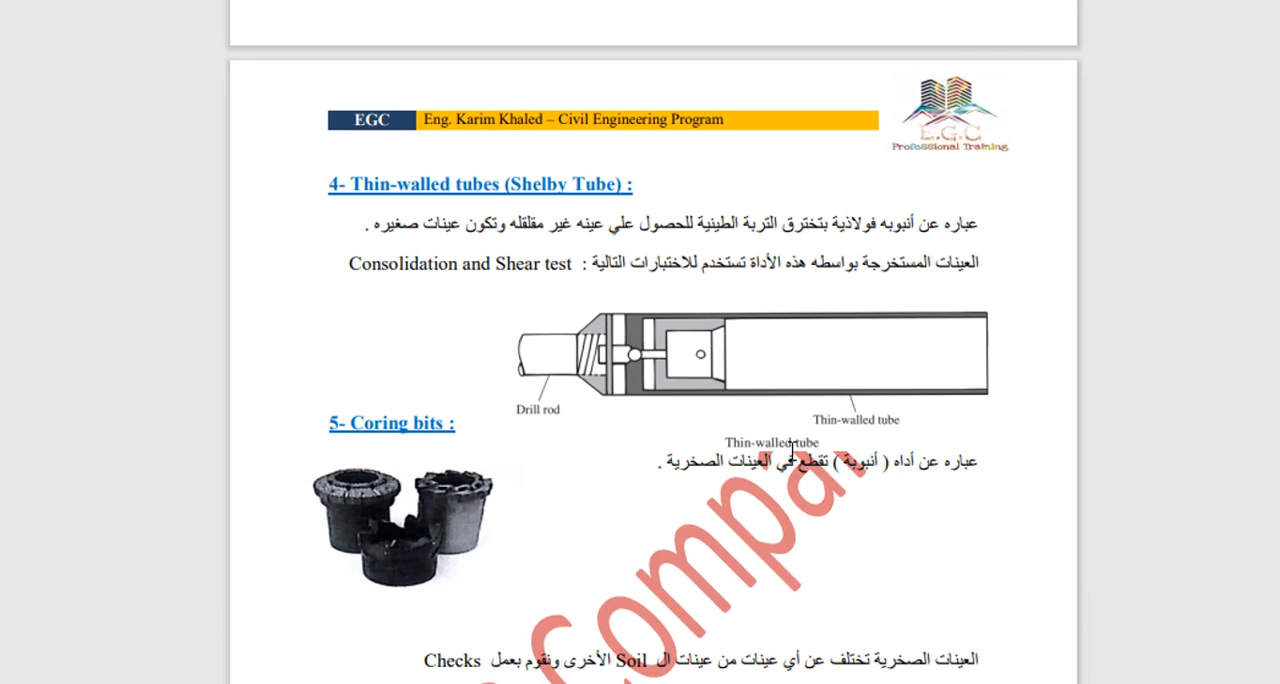 EGC Eng. Karim Khaled – Civil Engineering Program
E.G.C
Professional Training
4- Thin-walled tubes (Shelby Tube) :
عباره عن أنبوبه فولاذية بتخترق التربة الطينية للحصول علي عينه غير مقلقله وتكون عينات صغيره .
العينات المستخرجة بواسطه هذه الأداة تستخدم للاختبارات التالية : Consolidation and Shear test
Drill rod
Thin-walled tube
5- Coring bits :
Thin-walled tube
عباره عن أداه ( أنبوبة ) تقطع في العينات الصخرية .
العينات الصخرية تختلف عن أي عينات من عينات ال Soil الأخرى ونقوم بعمل Checks